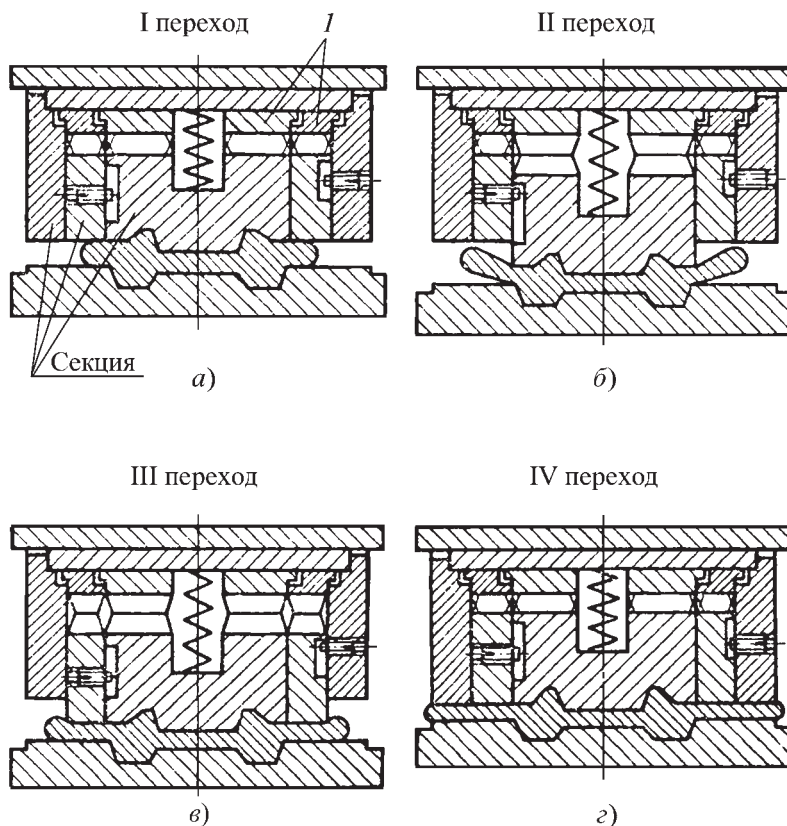 I переход
1
II переход
Секция
а)
б)
III переход
IV переход
в)
г)